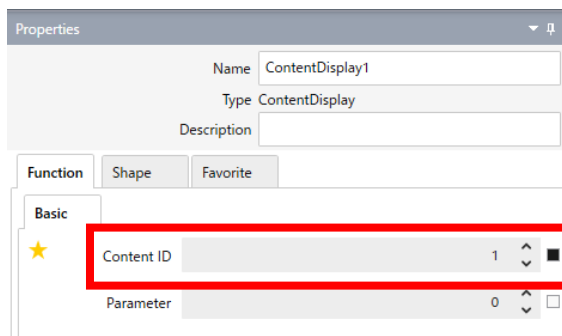 Properties
Name ContentDisplay1
Type ContentDisplay
Description
Function Shape Favorite
Basic
Content ID 1
Parameter 0